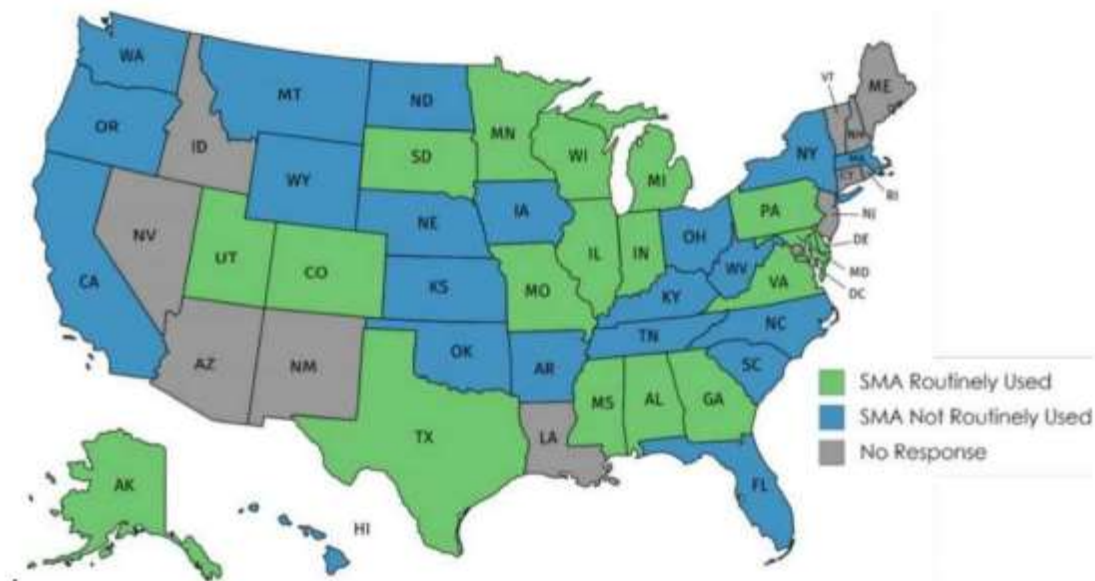 WA
MT
ND
MN
VT
ME
OR
ID
SD
WI
MI
NY
NH
MA
CT
RI
WY
IA
PA
NJ
NV
NE
OH
DE
UT
IL
IN
WV
MD
CA
CO
KS
MO
KY
VA
DC
TN
NC
AZ
NM
OK
AR
SC
MS
AL
GA
TX
LA
SMA Routinely Used
SMA Not Routinely Used
No Response
AK
HI
FL